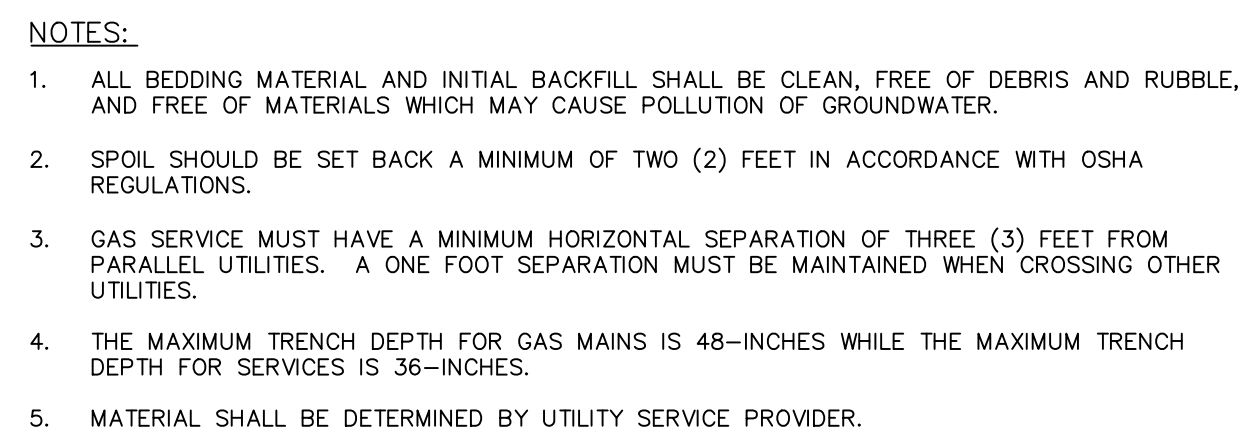 NOTES:
1. ALL BEDDING MATERIAL AND INITIAL BACKFILL SHALL BE CLEAN, FREE OF DEBRIS AND RUBBLE,
AND FREE OF MATERIALS WHICH MAY CAUSE POLLUTION OF GROUNDWATER.
2. SPOIL SHOULD BE SET BACK A MINIMUM OF TWO (2) FEET IN ACCORDANCE WITH OSHA
REGULATIONS.
3. GAS SERVICE MUST HAVE A MINIMUM HORIZONTAL SEPARATION OF THREE (3) FEET FROM
PARALLEL UTILITIES. A ONE FOOT SEPARATION MUST BE MAINTAINED WHEN CROSSING OTHER
UTILITIES.
4. THE MAXIMUM TRENCH DEPTH FOR GAS MAINS IS 48–INCHES WHILE THE MAXIMUM TRENCH
DEPTH FOR SERVICES IS 36–INCHES.
5. MATERIAL SHALL BE DETERMINED BY UTILITY SERVICE PROVIDER.